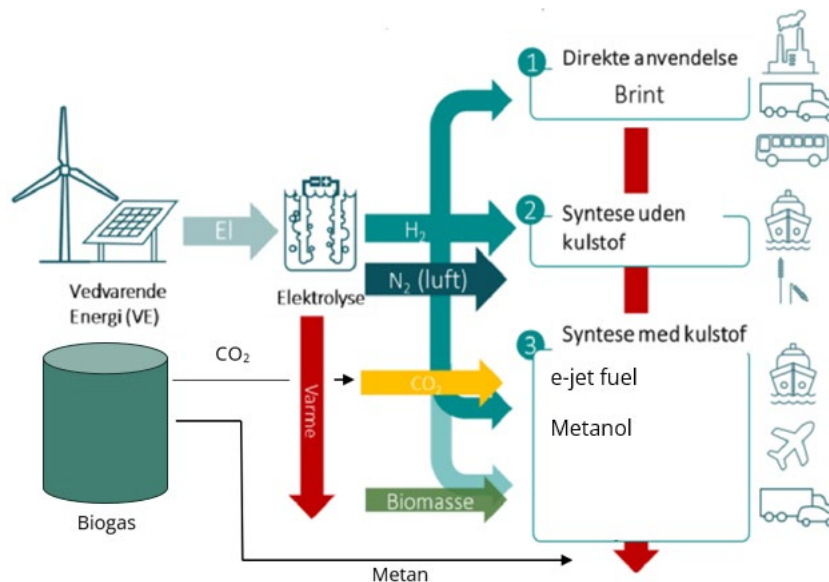 1 Direkte anvendelse
Brint
El
H₂
2 Syntese uden
kulstof
N₂ (luft)
Elektrolyse
Vedvarende
Energi (VE)
3 Syntese med kulstof
CO₂
CO₂
e-jet fuel
Varme
Metanol
Biomasse
Biogas
Metan